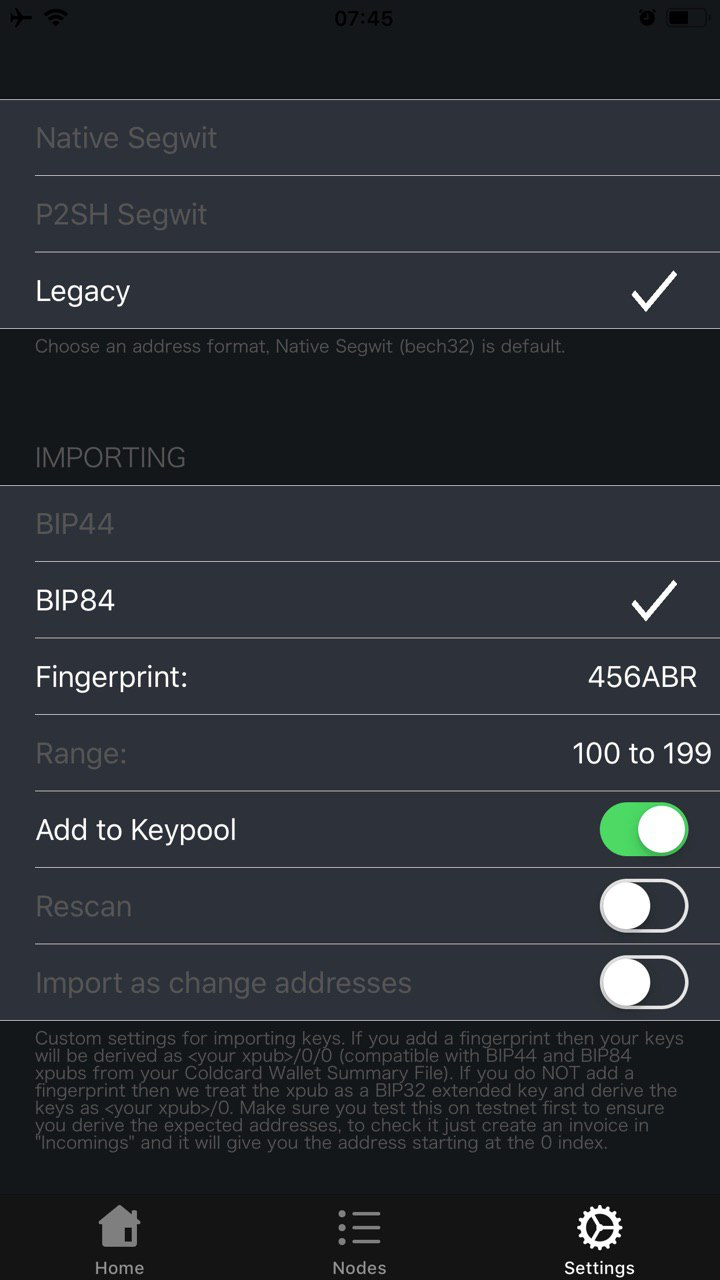 07:45
Native Segwit
P2SH Segwit
Legacy
Choose an address format, Native Segwit (bech32) is default.
IMPORTING
BIP44
BIP84
Fingerprint: 456ABR
Range: 100 to 199
Add to Keypool
Rescan
Import as change addresses
Custom settings for importing keys. If you add a fingerprint then your keys
will be derived as <your xpub>/0/0 (compatible with BIP44 and BIP84
xpubs from your Coldcard Wallet Summary File). If you do NOT add a
fingerprint then we treat the xpub as a BIP32 extended key and derive the
keys as <your xpub>/0. Make sure you test this on testnet first to ensure
you derive the expected addresses, to check it just create an invoice in
"Incomings" and it will give you the address starting at the 0 index.
Home Nodes Settings